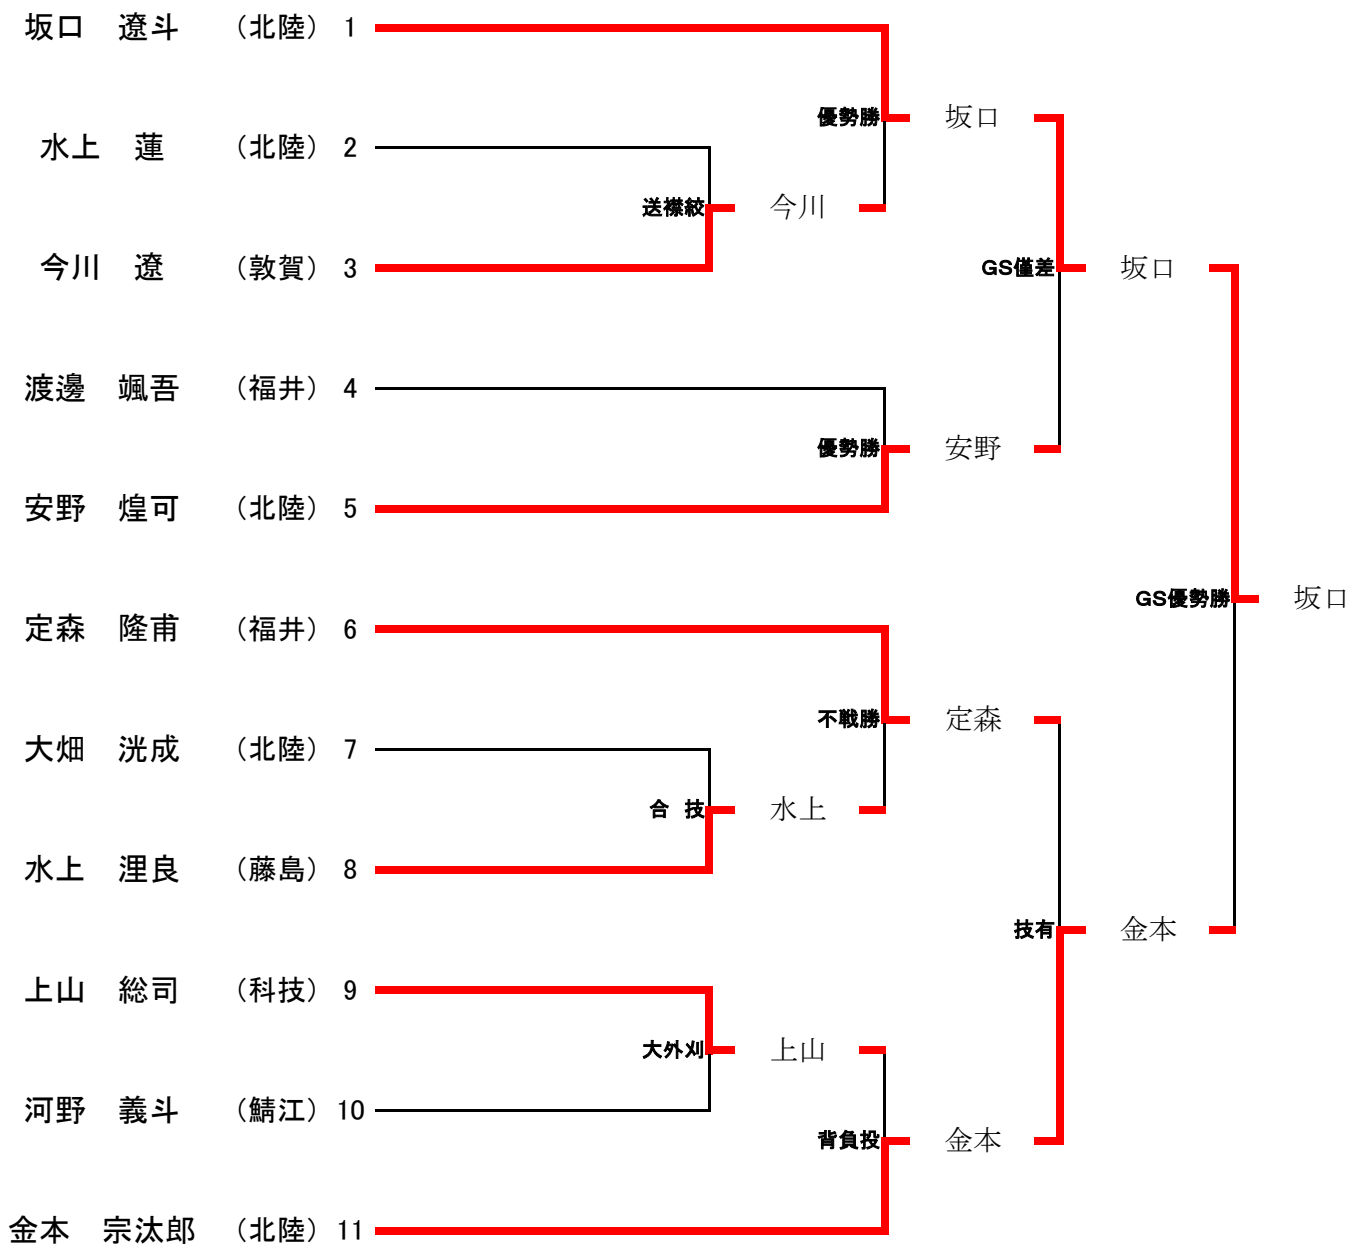 坂口　遼斗　（北陸）　1
優勢勝　坂口
水上　蓮　（北陸）　2
送襟絞　今川
今川　遼　（敦賀）　3
GS僅差　坂口
渡邊　颯吾　（福井）　4
優勢勝　安野
安野　煌可　（北陸）　5
GS優勢勝　坂口
定森　隆甫　（福井）　6
不戦勝　定森
大畑　洸成　（北陸）　7
合　技　水上
水上　浬良　（藤島）　8
技有　金本
上山　総司　（科技）　9
大外刈　上山
河野　義斗　（鯖江）　10
背負投　金本
金本　宗汰郎　（北陸）　11